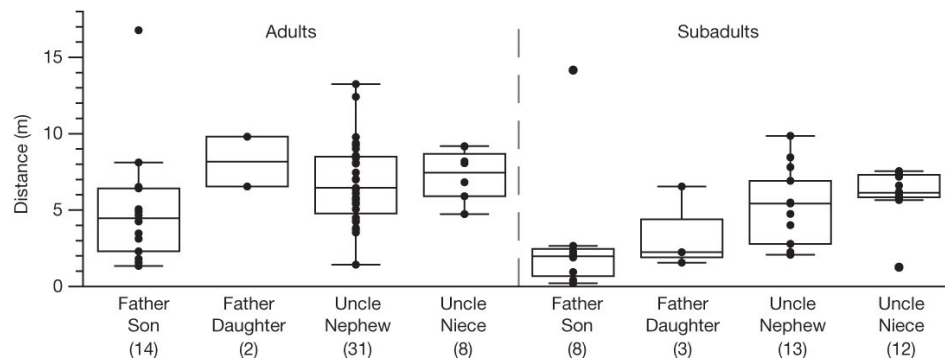 Adults
Subadults
Distance (m)
15
10
5
0
Father Son (14)
Father Daughter (2)
Uncle Nephew (31)
Uncle Niece (8)
Father Son (8)
Father Daughter (3)
Uncle Nephew (13)
Uncle Niece (12)